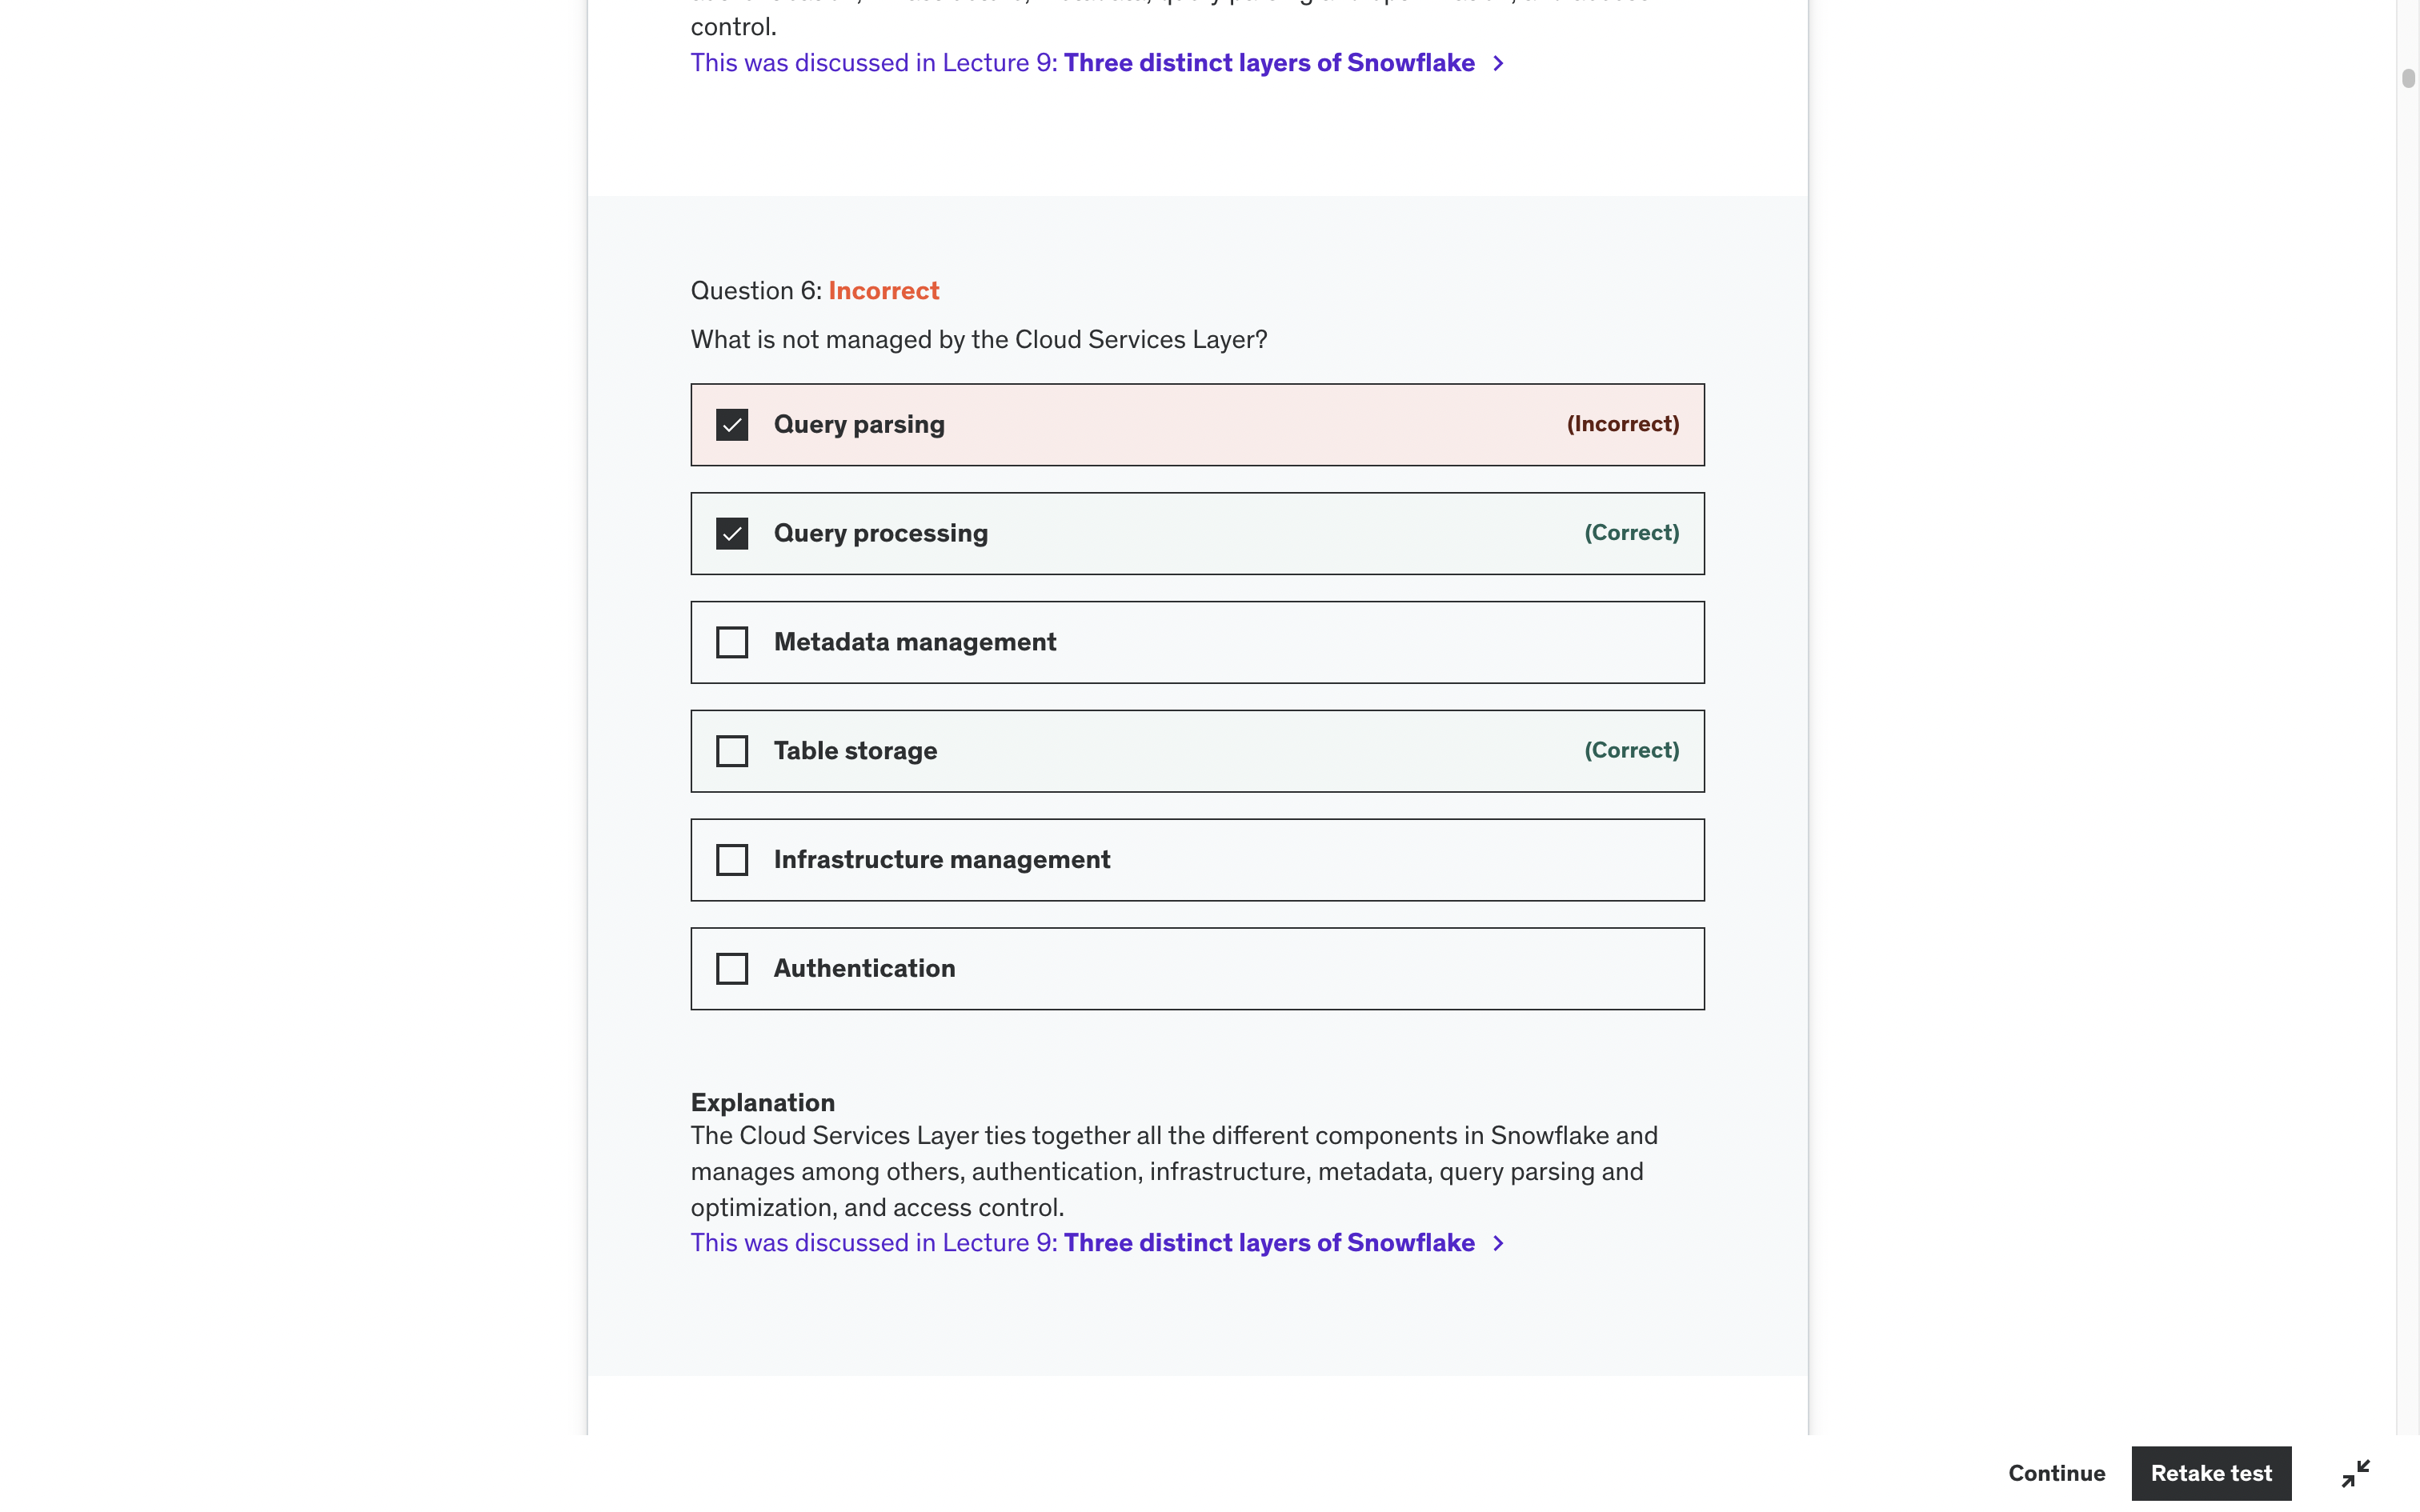 control.
This was discussed in Lecture 9: Three distinct layers of Snowflake >
Question 6: Incorrect
What is not managed by the Cloud Services Layer?
Query parsing (Incorrect)
Query processing (Correct)
Metadata management
Table storage (Correct)
Infrastructure management
Authentication
Explanation
The Cloud Services Layer ties together all the different components in Snowflake and
manages among others, authentication, infrastructure, metadata, query parsing and
optimization, and access control.
This was discussed in Lecture 9: Three distinct layers of Snowflake >
Continue
Retake test